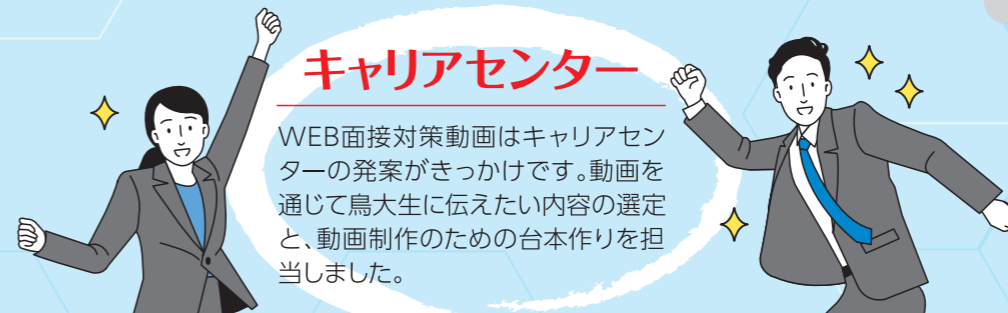 キャリアセンター
WEB面接対策動画はキャリアセン
ターの発案がきっかけです。動画を
通じて鳥大生に伝えたい内容の選定
と、動画制作のための台本作りを担
当しました。